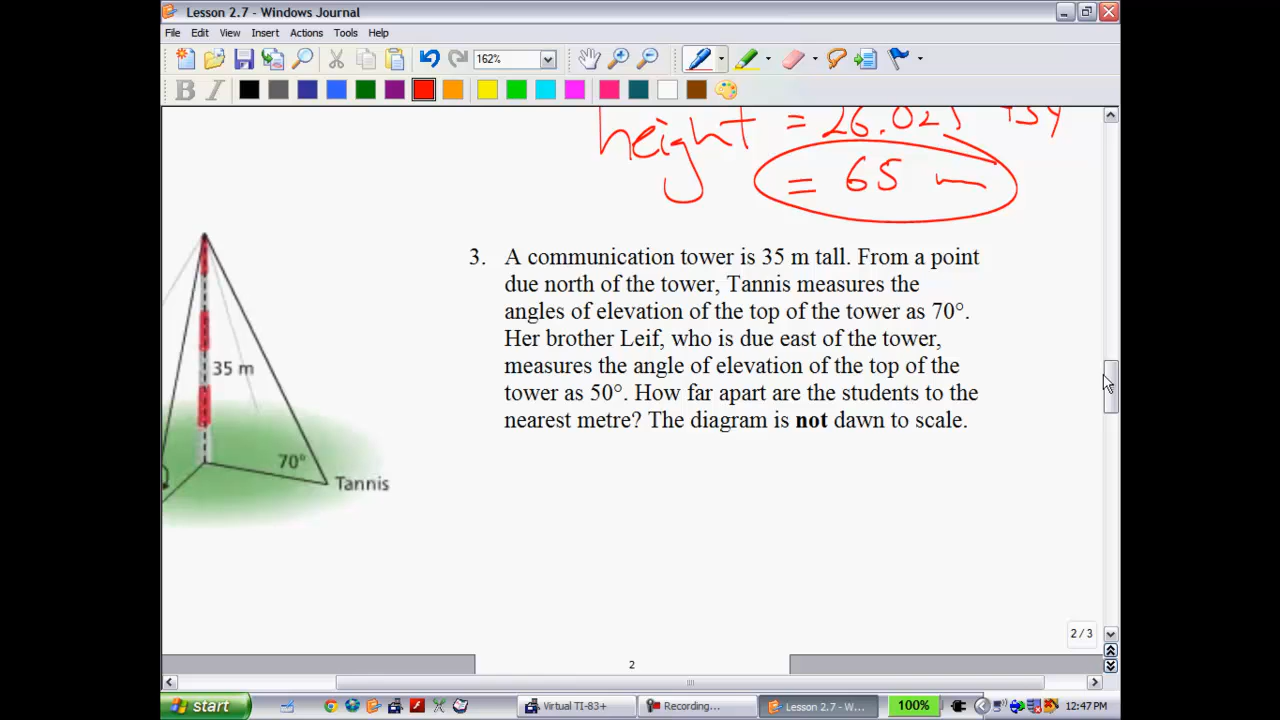 Lesson 2.7 - Windows Journal
File Edit View Insert Actions Tools Help
162%
B I
height = 26.023
= 65 m
3. A communication tower is 35 m tall. From a point
due north of the tower, Tannis measures the
angles of elevation of the top of the tower as 70°.
Her brother Leif, who is due east of the tower,
measures the angle of elevation of the top of the
tower as 50°. How far apart are the students to the
nearest metre? The diagram is not dawn to scale.
35 m
70°
Tannis
2 / 3
2
start Virtual TI-83+ Recording... Lesson 2.7 - W... 100% 12:47 PM